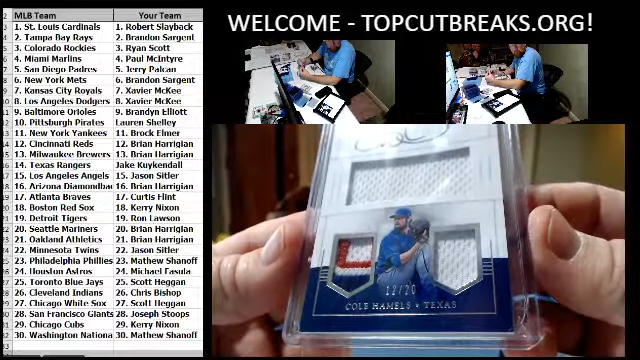 WELCOME - TOPCUTBREAKS.ORG!
MLB Team Your Team
1. St. Louis Cardinals 1. Robert Slayback
2. Tampa Bay Rays 2. Brandon Sargent
3. Colorado Rockies 3. Ryan Scott
4. Miami Marlins 4. Paul McIntyre
5. San Diego Padres 5. Terry Palcan
6. New York Mets 6. Brandon Sargent
7. Kansas City Royals 7. Xavier McKee
8. Los Angeles Dodgers 8. Xavier McKee
9. Baltimore Orioles 9. Brandyn Elliott
10. Pittsburgh Pirates Lauren Shelley
11. New York Yankees 11. Brock Elmer
12. Cincinnati Reds 12. Brian Harrigian
13. Milwaukee Brewers 13. Brian Harrigian
14. Texas Rangers Jake Kuykendall
15. Los Angeles Angels 15. Jason Sitler
16. Arizona Diamondbac 16. Brian Harrigian
17. Atlanta Braves 17. Curtis Flint
18. Boston Red Sox 18. Kerry Nixon
19. Detroit Tigers 19. Ron Lawson
20. Seattle Mariners 20. Brian Harrigian
21. Oakland Athletics 21. Brian Harrigian
22. Minnesota Twins 22. Jason Sitler
23. Philadelphia Phillies 23. Mathew Shanoff
24. Houston Astros 24. Michael Fasula
25. Toronto Blue Jays 25. Scott Heggan
26. Cleveland Indians 26. Chris Bishop
27. Chicago White Sox 27. Scott Heggan
28. San Francisco Giants 28. Joseph Stoops
29. Chicago Cubs 29. Kerry Nixon
30. Washington Nationa 30. Mathew Shanoff
12/20
COLE HAMELS • TEXAS